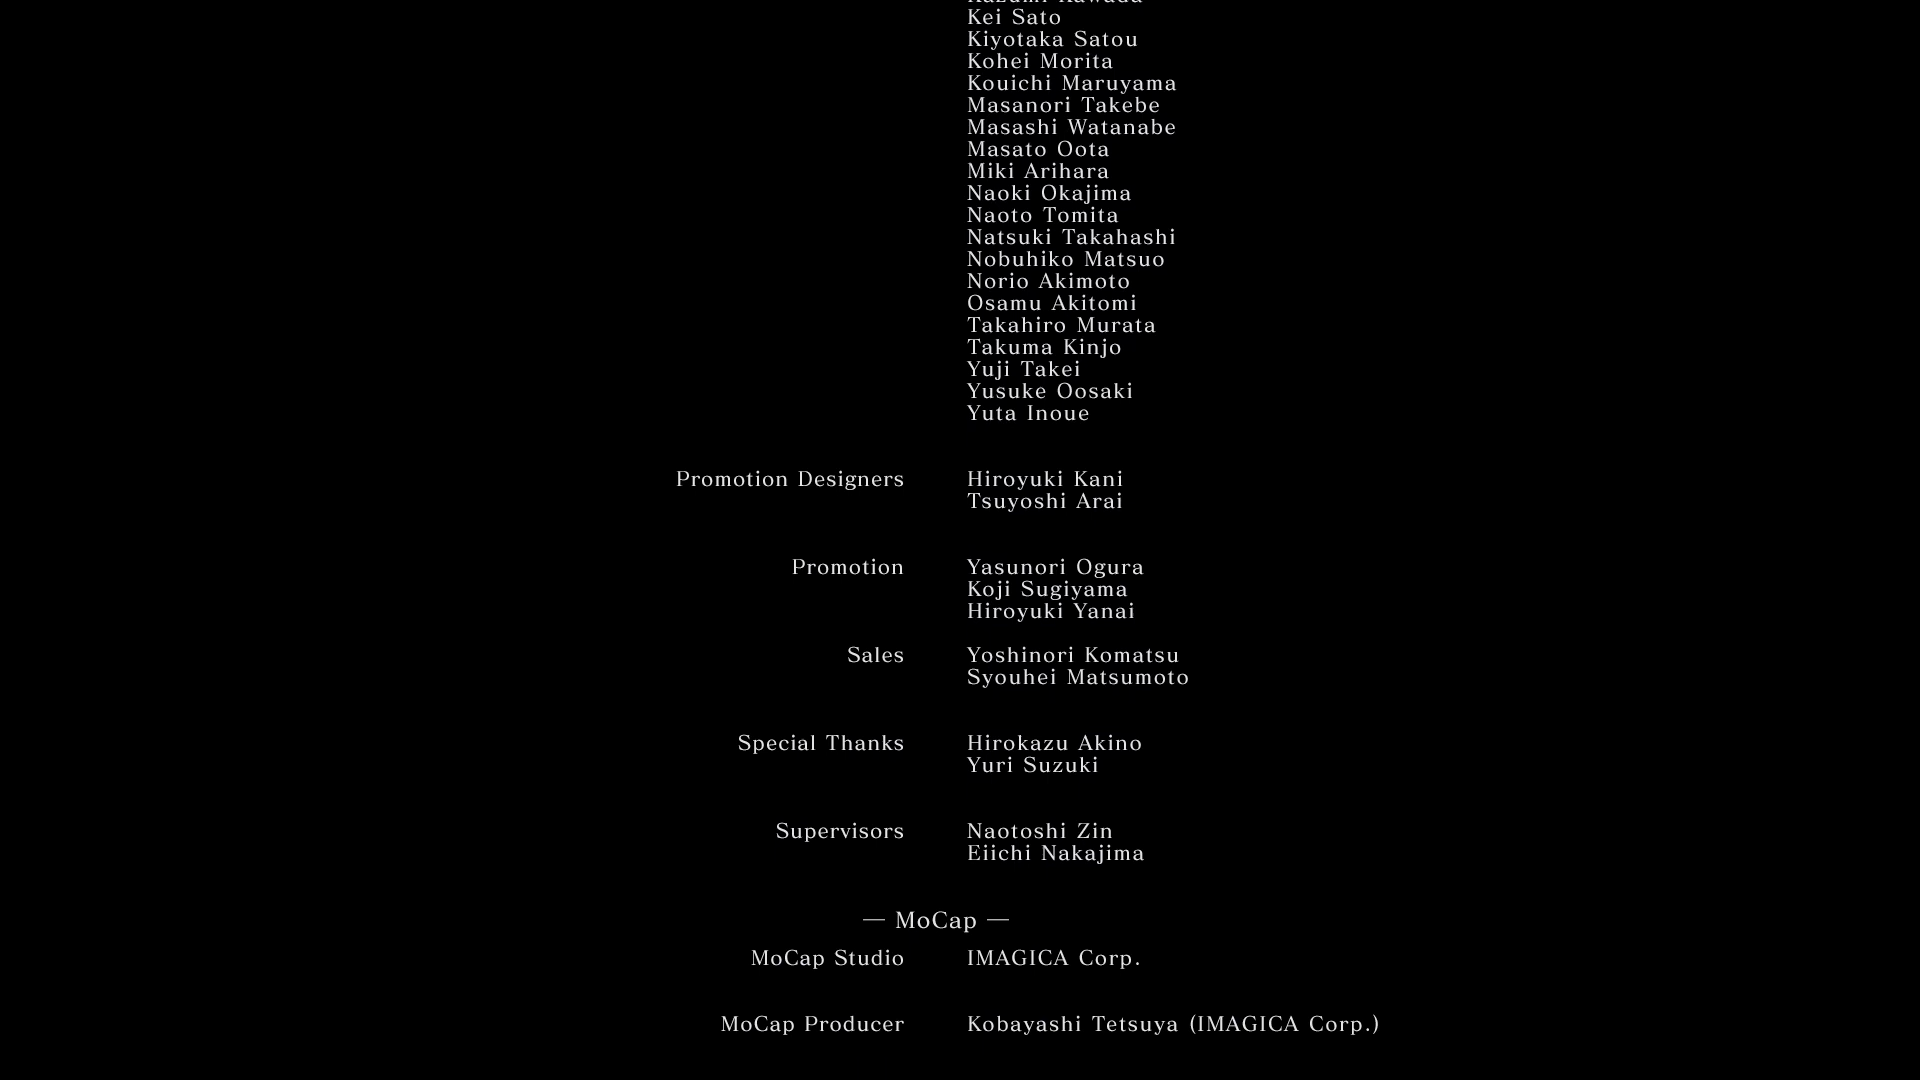 Kei Sato
Kiyotaka Satou
Kohei Morita
Kouichi Maruyama
Masanori Takebe
Masashi Watanabe
Masato Oota
Miki Arihara
Naoki Okajima
Naoto Tomita
Natsuki Takahashi
Nobuhiko Matsuo
Norio Akimoto
Osamu Akitomi
Takahiro Murata
Takuma Kinjo
Yuji Takei
Yusuke Oosaki
Yuta Inoue
Promotion Designers Hiroyuki Kani
Tsuyoshi Arai
Promotion Yasunori Ogura
Koji Sugiyama
Hiroyuki Yanai
Sales Yoshinori Komatsu
Syouhei Matsumoto
Special Thanks Hirokazu Akino
Yuri Suzuki
Supervisors Naotoshi Zin
Eiichi Nakajima
— MoCap —
MoCap Studio IMAGICA Corp.
MoCap Producer Kobayashi Tetsuya (IMAGICA Corp.)